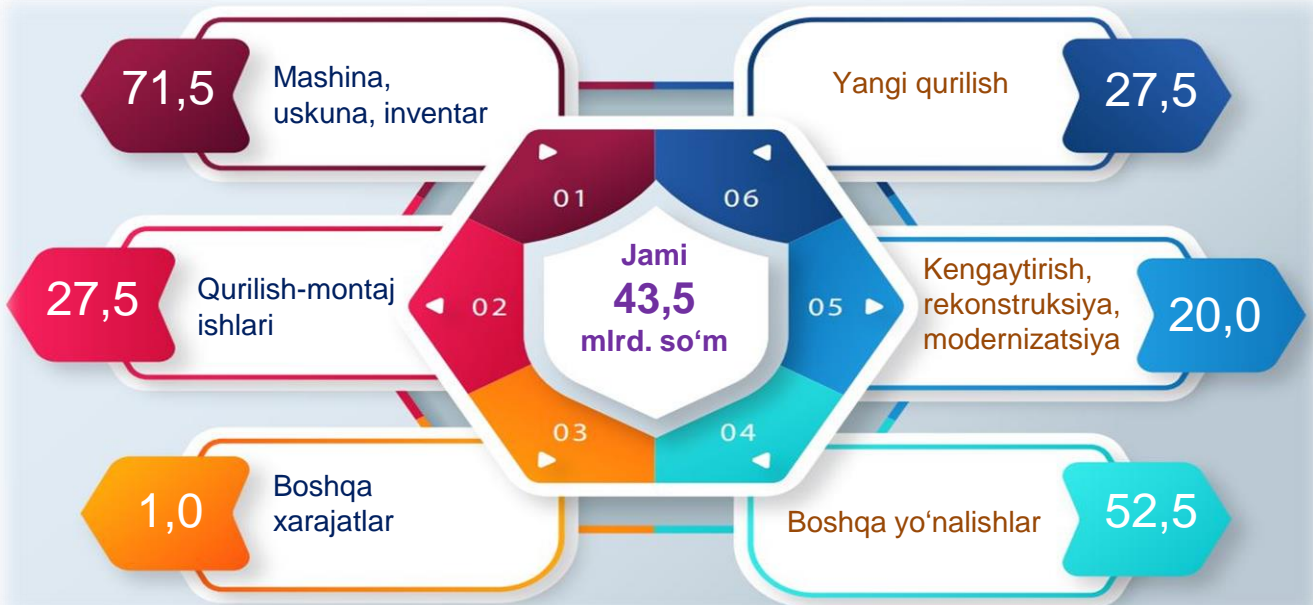 71,5
Mashina,
uskuna, inventar
27,5
Qurilish-montaj
ishlari
1,0
Boshqa
xarajatlar
01
02
03
Jami
43,5
mlrd. so‘m
06
05
04
Yangi qurilish
27,5
Kengaytirish,
rekonstruksiya,
modernizatsiya
20,0
Boshqa yo‘nalishlar
52,5